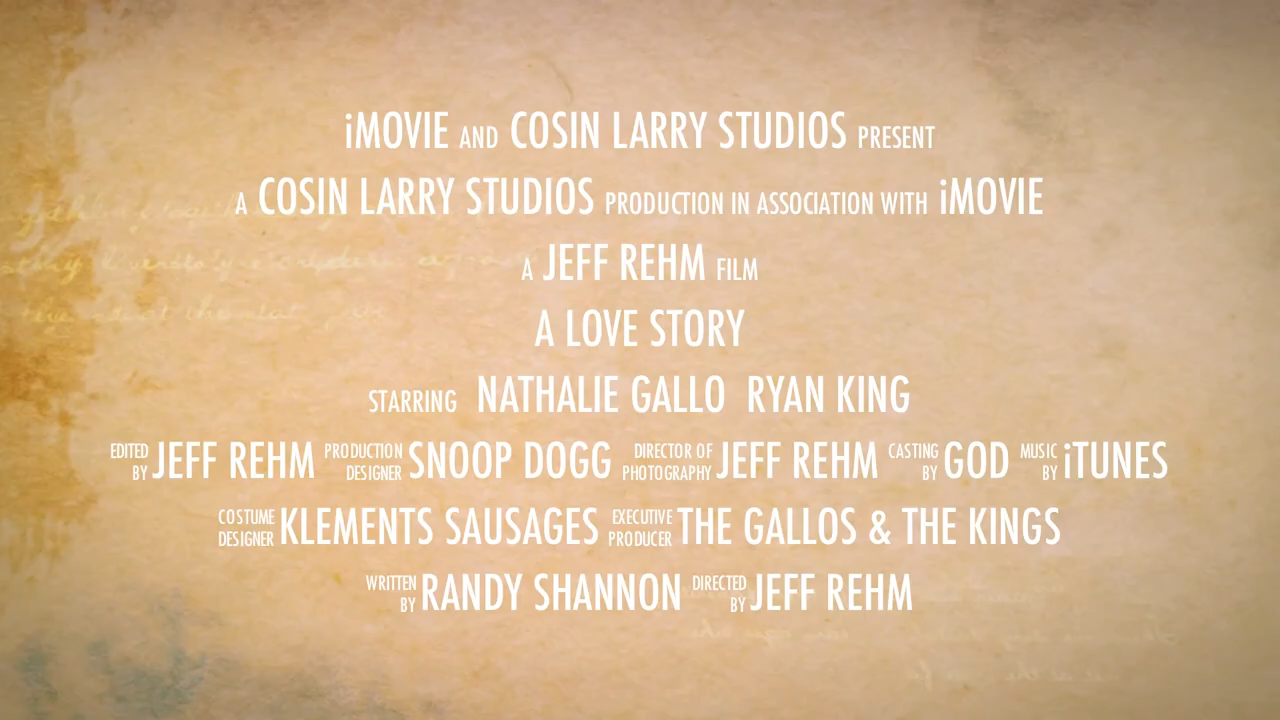 iMOVIE AND COSIN LARRY STUDIOS PRESENT
A COSIN LARRY STUDIOS PRODUCTION IN ASSOCIATION WITH iMOVIE
A JEFF REHM FILM
A LOVE STORY
STARRING NATHALIE GALLO RYAN KING
EDITED BY JEFF REHM PRODUCTION DESIGNER SNOOP DOGG DIRECTOR OF PHOTOGRAPHY JEFF REHM CASTING BY GOD MUSIC BY iTUNES
COSTUME DESIGNER KLEMENTS SAUSAGES EXECUTIVE PRODUCER THE GALLOS & THE KINGS
WRITTEN BY RANDY SHANNON DIRECTED BY JEFF REHM